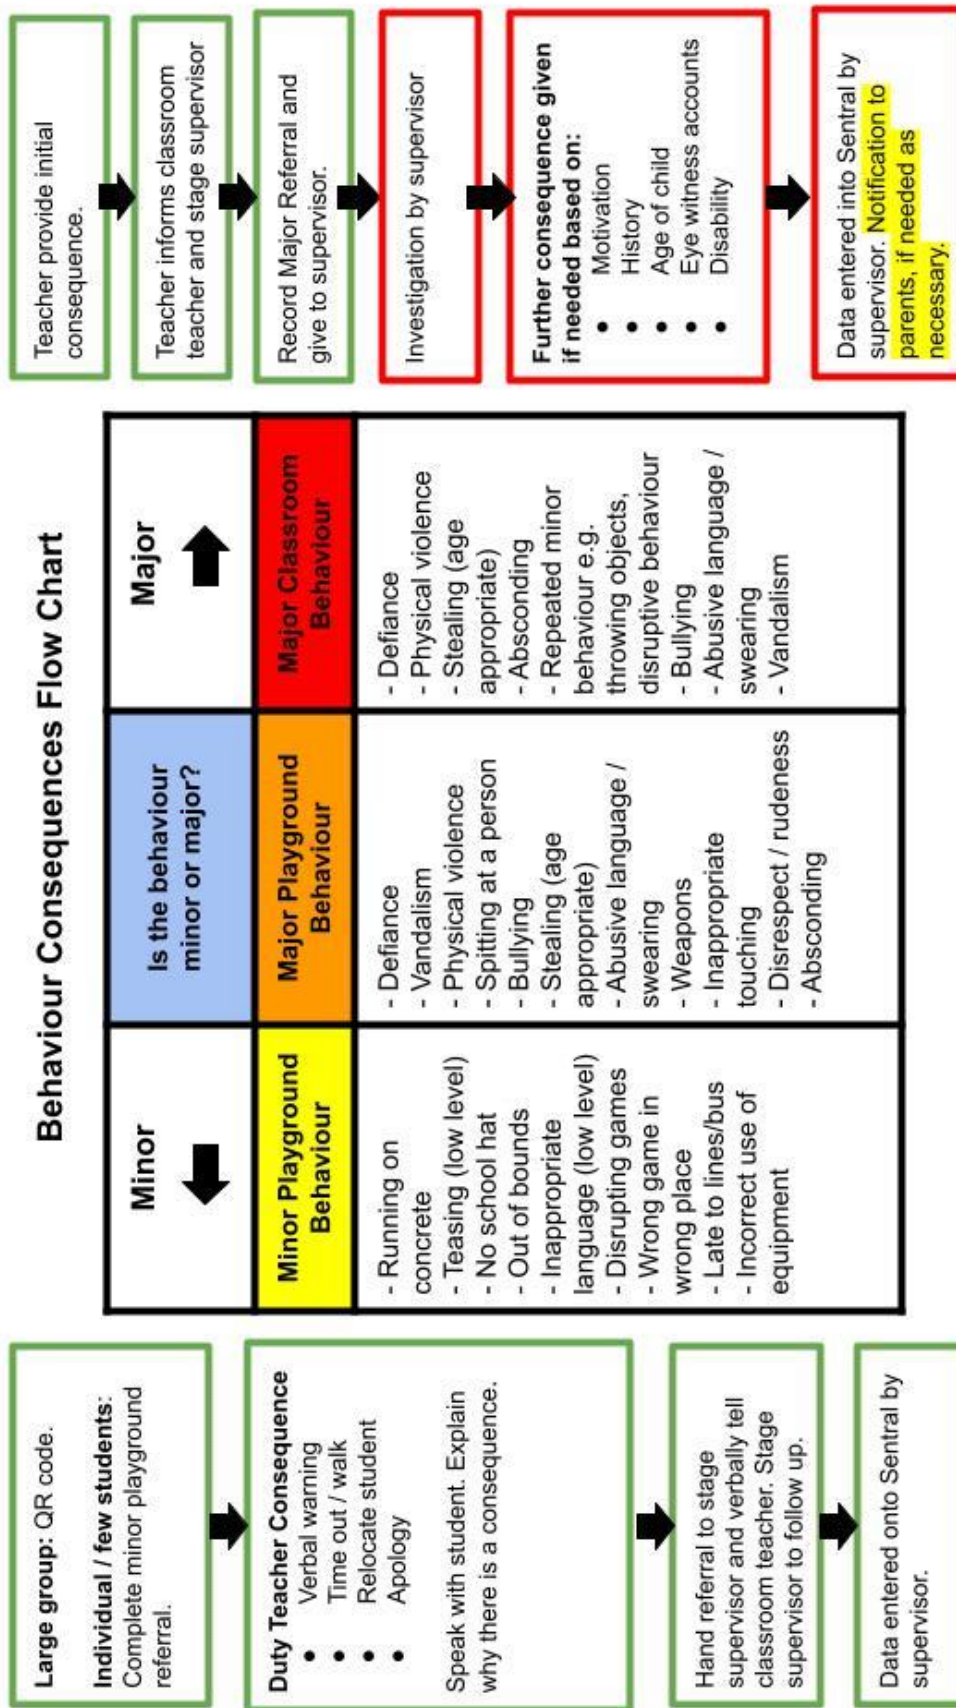 Behaviour Consequences Flow Chart
Large group: QR code.
Individual / few students:
Complete minor playground
referral.
Duty Teacher Consequence
● Verbal warning
● Time out / walk
● Relocate student
● Apology
Speak with student. Explain
why there is a consequence.
Hand referral to stage
supervisor and verbally tell
classroom teacher. Stage
supervisor to follow up.
Data entered onto Sentral by
supervisor.
Minor
Is the behaviour
minor or major?
Major
Minor Playground
Behaviour
Major Playground
Behaviour
Major Classroom
Behaviour
- Running on
concrete
- Teasing (low level)
- No school hat
- Out of bounds
- Inappropriate
language (low level)
- Disrupting games
- Wrong game in
wrong place
- Late to lines/bus
- Incorrect use of
equipment
- Defiance
- Vandalism
- Physical violence
- Spitting at a person
- Bullying
- Stealing (age
appropriate)
- Abusive language /
swearing
- Weapons
- Inappropriate
touching
- Disrespect / rudeness
- Absconding
- Defiance
- Physical violence
- Stealing (age
appropriate)
- Absconding
- Repeated minor
behaviour e.g.
throwing objects,
disruptive behaviour
- Bullying
- Abusive language /
swearing
- Vandalism
Teacher provide initial
consequence.
Teacher informs classroom
teacher and stage supervisor
Record Major Referral and
give to supervisor.
Investigation by supervisor
Further consequence given
if needed based on:
● Motivation
● History
● Age of child
● Eye witness accounts
● Disability
Data entered into Sentral by
supervisor. Notification to
parents, if needed as
necessary.